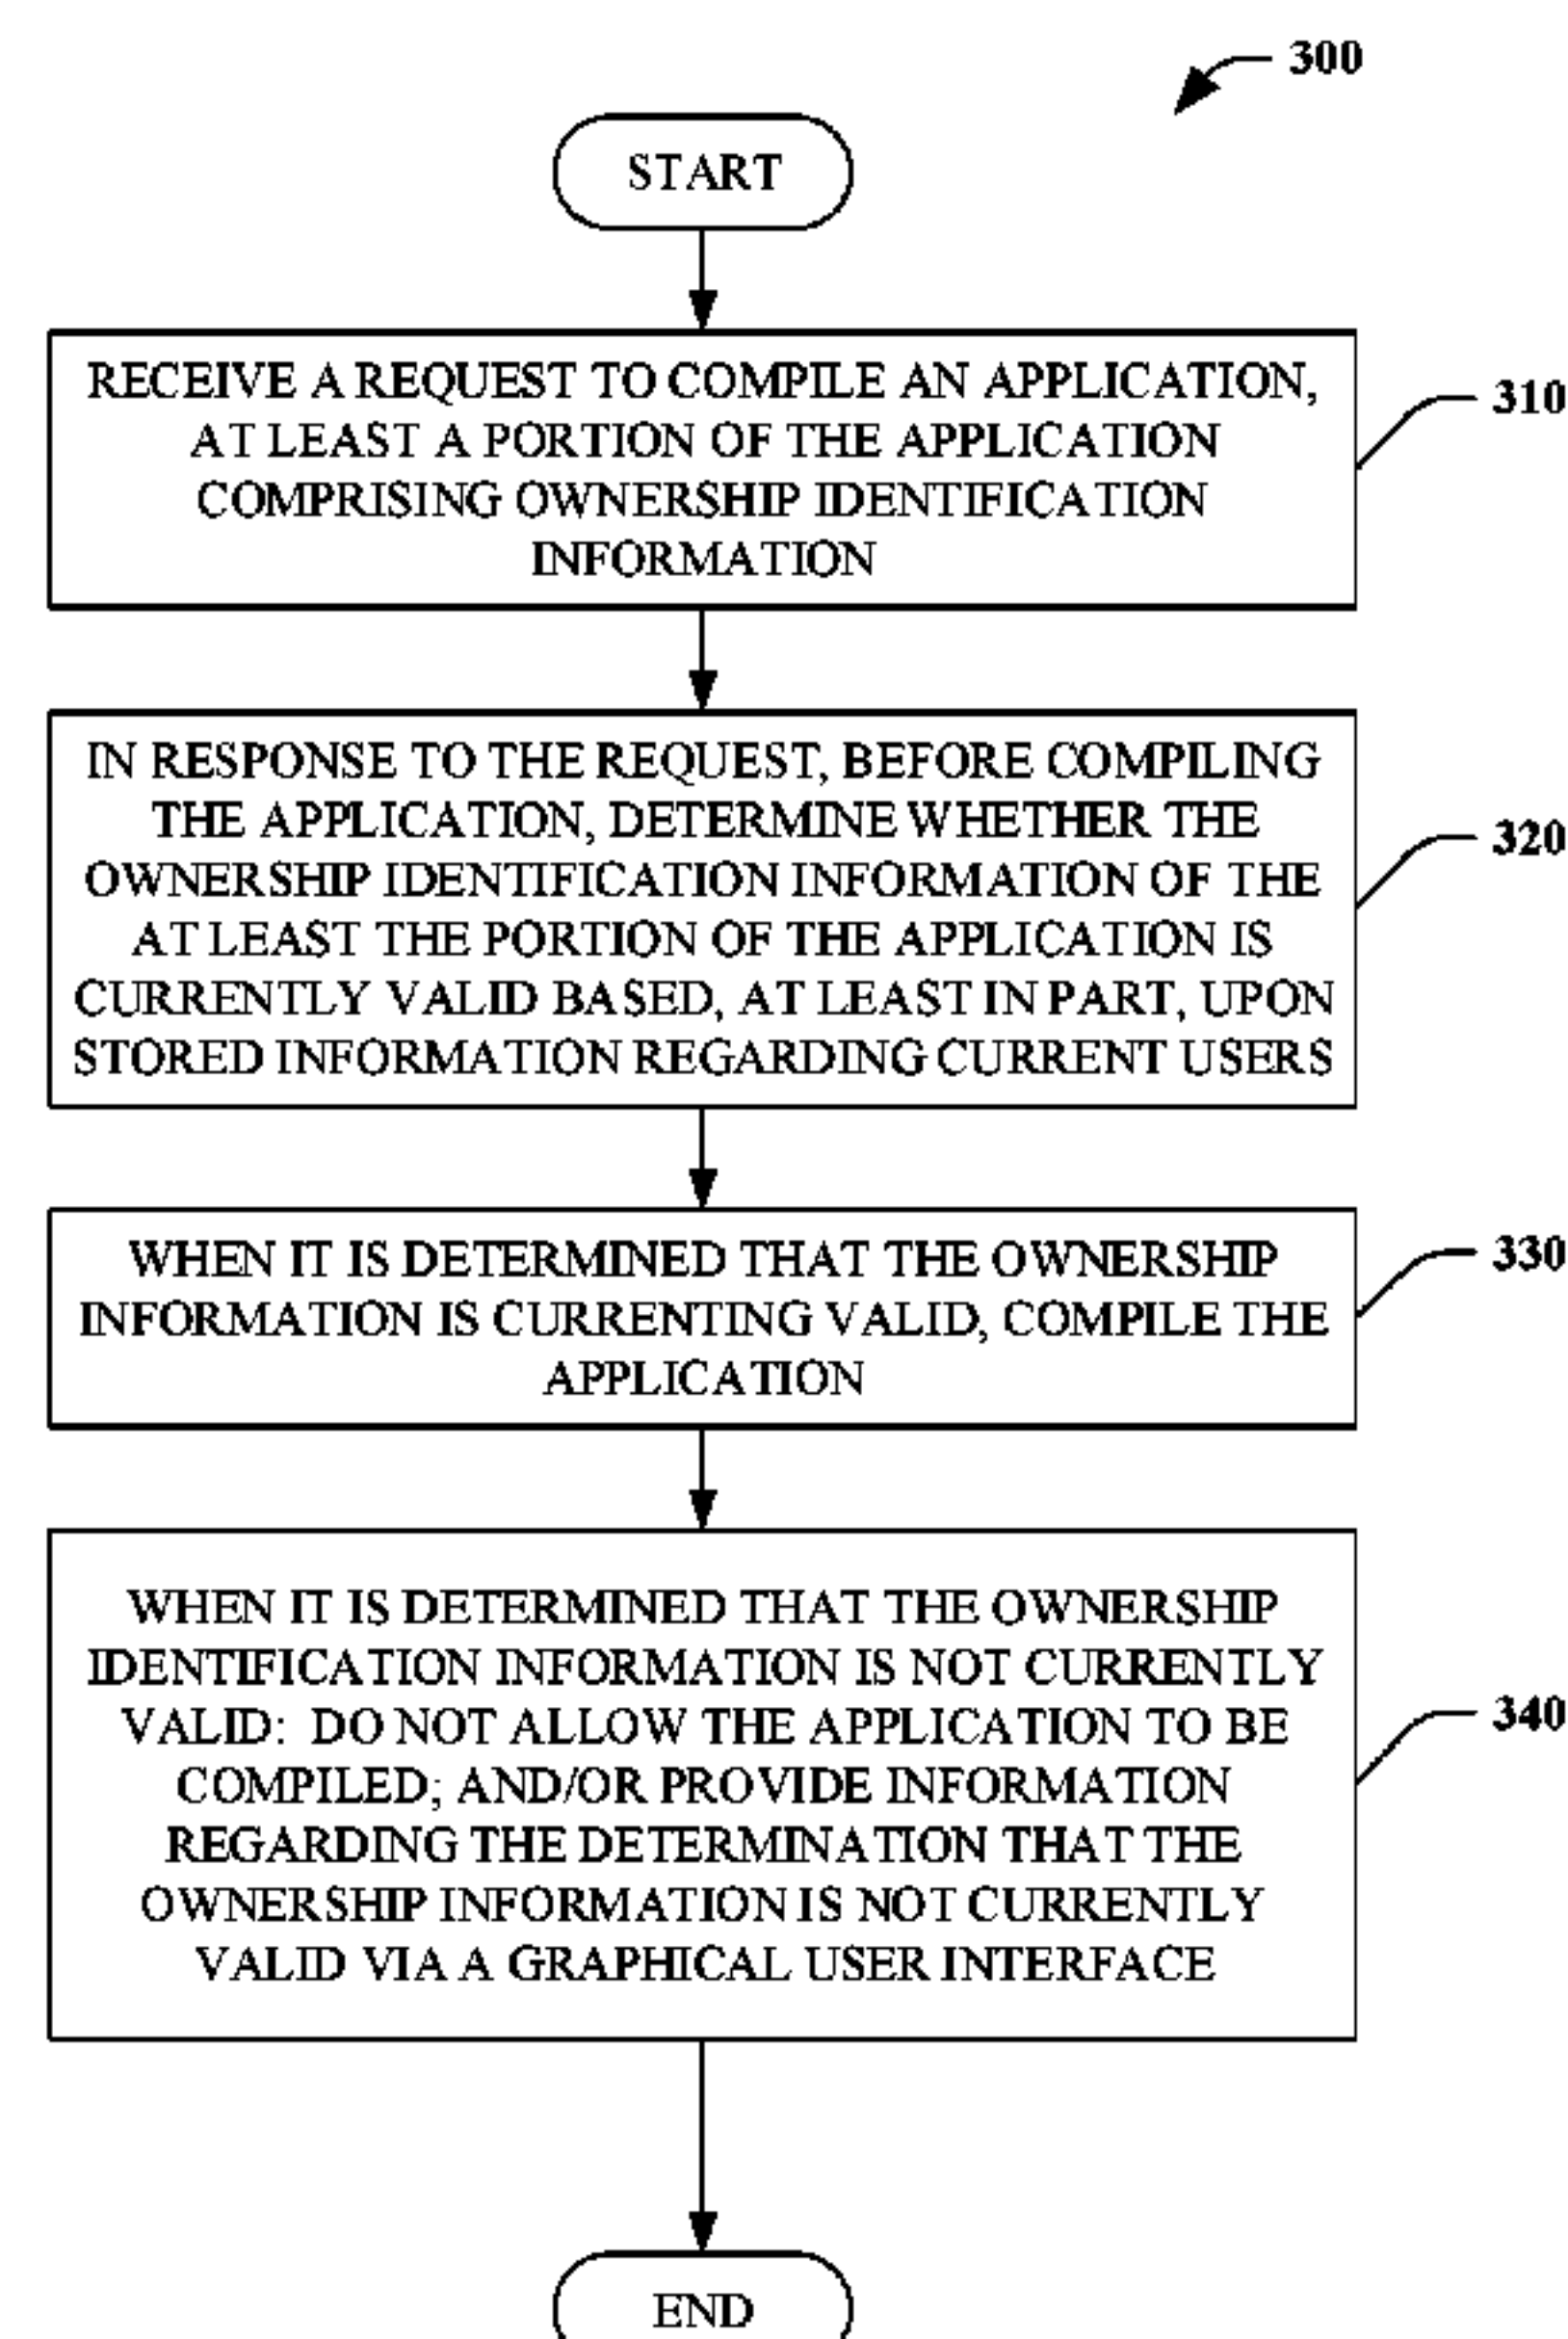 300
START
RECEIVE A REQUEST TO COMPILE AN APPLICATION,
AT LEAST A PORTION OF THE APPLICATION
COMPRISING OWNERSHIP IDENTIFICATION
INFORMATION
310
IN RESPONSE TO THE REQUEST, BEFORE COMPILING
THE APPLICATION, DETERMINE WHETHER THE
OWNERSHIP IDENTIFICATION INFORMATION OF THE
AT LEAST THE PORTION OF THE APPLICATION IS
CURRENTLY VALID BASED, AT LEAST IN PART, UPON
STORED INFORMATION REGARDING CURRENT USERS
320
WHEN IT IS DETERMINED THAT THE OWNERSHIP
INFORMATION IS CURRENTING VALID, COMPILE THE
APPLICATION
330
WHEN IT IS DETERMINED THAT THE OWNERSHIP
IDENTIFICATION INFORMATION IS NOT CURRENTLY
VALID: DO NOT ALLOW THE APPLICATION TO BE
COMPILED; AND/OR PROVIDE INFORMATION
REGARDING THE DETERMINATION THAT THE
OWNERSHIP INFORMATION IS NOT CURRENTLY
VALID VIA A GRAPHICAL USER INTERFACE
340
END